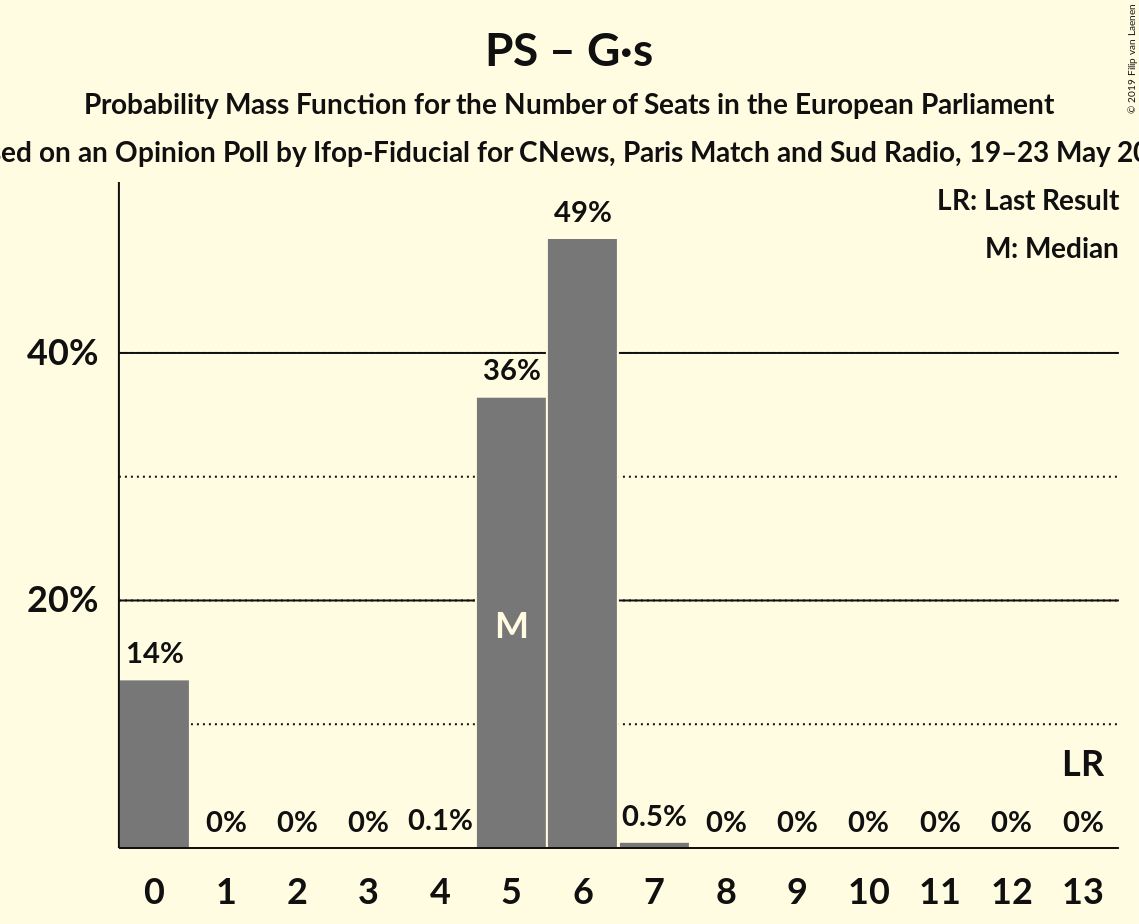 PS – G•s
Probability Mass Function for the Number of Seats in the European Parliament
sed on an Opinion Poll by Ifop-Fiducial for CNews, Paris Match and Sud Radio, 19–23 May 20
© 2019 Filip van Laenen
LR: Last Result
M: Median
49%
40%
36%
20%
M
14%
LR
0% 0% 0% 0.1% 0.5% 0% 0% 0% 0% 0% 0%
0 1 2 3 4 5 6 7 8 9 10 11 12 13